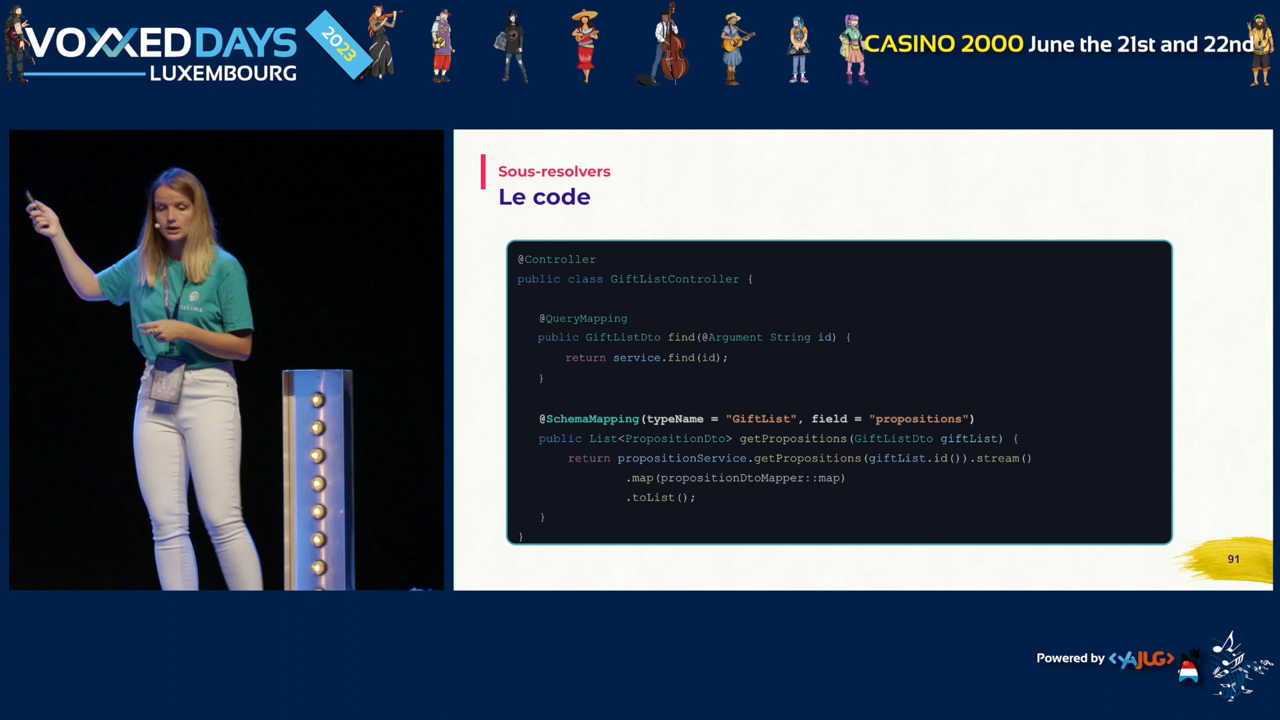 VOXXED DAYS
LUXEMBOURG
2023
CASINO 2000 June the 21st and 22nd
takima
Sous-resolvers
Le code
@Controller
public class GiftListController {
@QueryMapping
public GiftListDto find(@Argument String id) {
return service.find(id);
}
@SchemaMapping(typeName = "GiftList", field = "propositions")
public List<PropositionDto> getPropositions(GiftListDto giftList) {
return propositionService.getPropositions(giftList.id()).stream()
.map(propositionDtoMapper::map)
.toList();
}
}
91
Powered by <YAJUG>